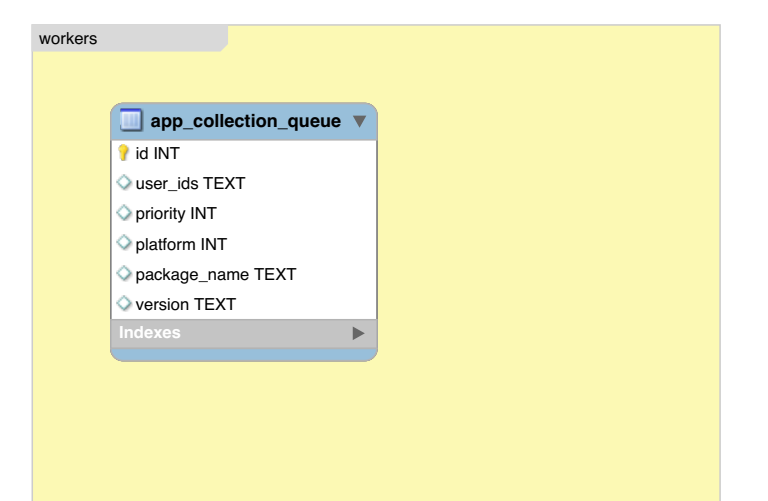 workers
app_collection_queue
id INT
user_ids TEXT
priority INT
platform INT
package_name TEXT
version TEXT
Indexes